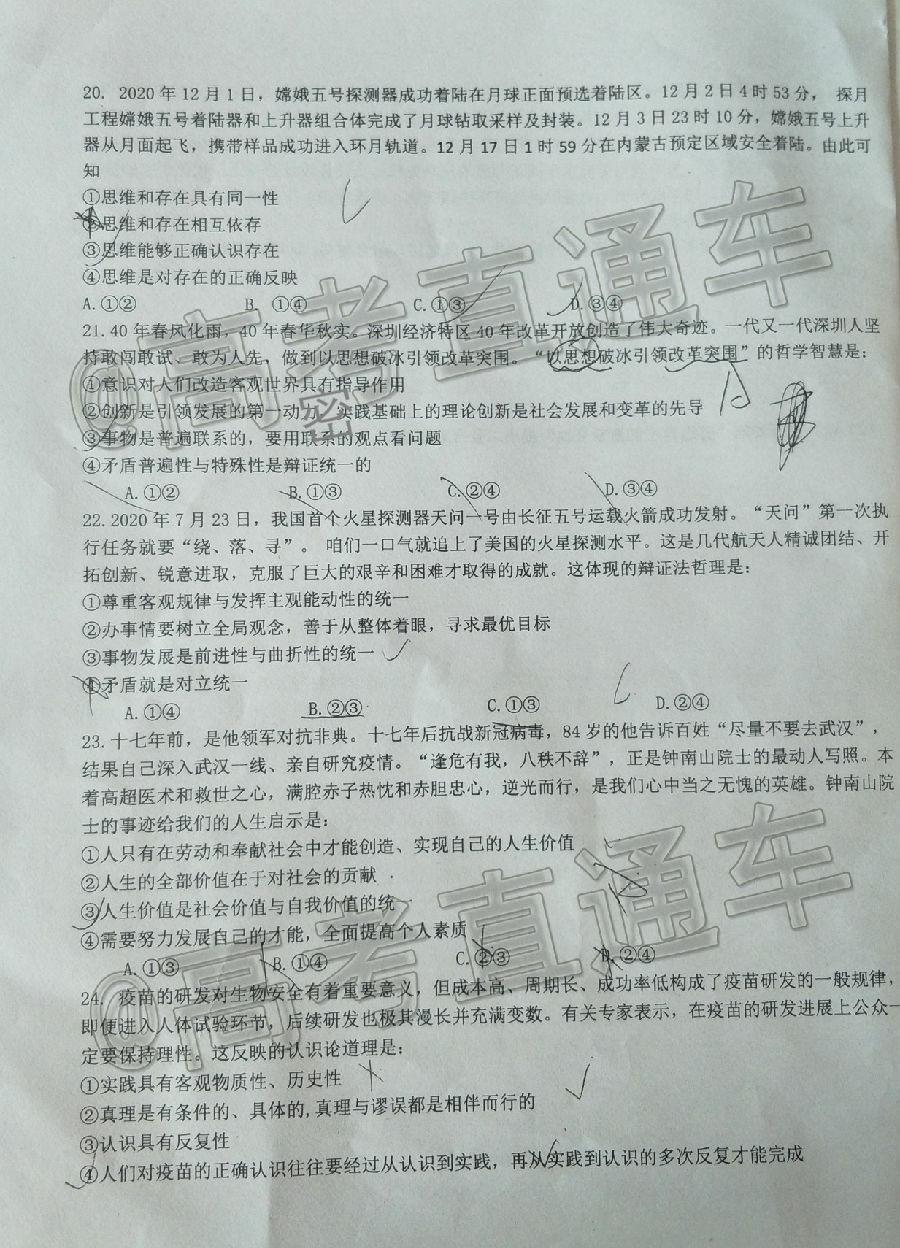 20. 2020 年 12 月 1 日，嫦娥五号探测器成功着陆在月球正面预选着陆区。12 月 2 日 4 时 53 分， 探月
工程嫦娥五号着陆器和上升器组合体完成了月球钻取采样及封装。12 月 3 日 23 时 10 分，嫦娥五号上升
器从月面起飞，携带样品成功进入环月轨道。12 月 17 日 1 时 59 分在内蒙古预定区域安全着陆。由此可
知
①思维和存在具有同一性
②思维和存在相互依存
③思维能够正确认识存在
④思维是对存在的正确反映
A. ①② B. ①④ C. ①③ D. ③④
21. 40 年春风化雨，40 年春华秋实。深圳经济特区 40 年改革开放创造了伟大奇迹。一代又一代深圳人坚
持敢闯敢试、敢为人先，做到以思想破冰引领改革突围。“以思想破冰引领改革突围”的哲学智慧是：
①意识对人们改造客观世界具有指导作用
②创新是引领发展的第一动力，实践基础上的理论创新是社会发展和变革的先导
③事物是普遍联系的，要用联系的观点看问题
④矛盾普遍性与特殊性是辩证统一的
A. ①② B. ①③ C. ②④ D. ③④
22. 2020 年 7 月 23 日，我国首个火星探测器天问一号由长征五号运载火箭成功发射。“天问”第一次执
行任务就要“绕、落、寻”。 咱们一口气就追上了美国的火星探测水平。这是几代航天人精诚团结、开
拓创新、锐意进取，克服了巨大的艰辛和困难才取得的成就。这体现的辩证法哲理是：
①尊重客观规律与发挥主观能动性的统一
②办事情要树立全局观念，善于从整体着眼，寻求最优目标
③事物发展是前进性与曲折性的统一
④矛盾就是对立统一
A. ①④ B. ②③ C. ①③ D. ②④
23. 十七年前，是他领军对抗非典。十七年后抗战新冠病毒，84 岁的他告诉百姓“尽量不要去武汉”，
结果自己深入武汉一线、亲自研究疫情。“逢危有我，八秩不辞”，正是钟南山院士的最动人写照。本
着高超医术和救世之心，满腔赤子热忱和赤胆忠心，逆光而行，是我们心中当之无愧的英雄。钟南山院
士的事迹给我们的人生启示是：
①人只有在劳动和奉献社会中才能创造、实现自己的人生价值
②人生的全部价值在于对社会的贡献
③人生价值是社会价值与自我价值的统一
④需要努力发展自己的才能，全面提高个人素质
A. ①③ B. ①④ C. ②③ D. ②④
24. 疫苗的研发对生物安全有着重要意义，但成本高、周期长、成功率低构成了疫苗研发的一般规律，
即便进入人体试验环节，后续研发也极其漫长并充满变数。有关专家表示，在疫苗的研发进展上公众一
定要保持理性。这反映的认识论道理是：
①实践具有客观物质性、历史性
②真理是有条件的、具体的,真理与谬误都是相伴而行的
③认识具有反复性
④人们对疫苗的正确认识往往要经过从认识到实践，再从实践到认识的多次反复才能完成
@高考直通车
密
@高考直通车